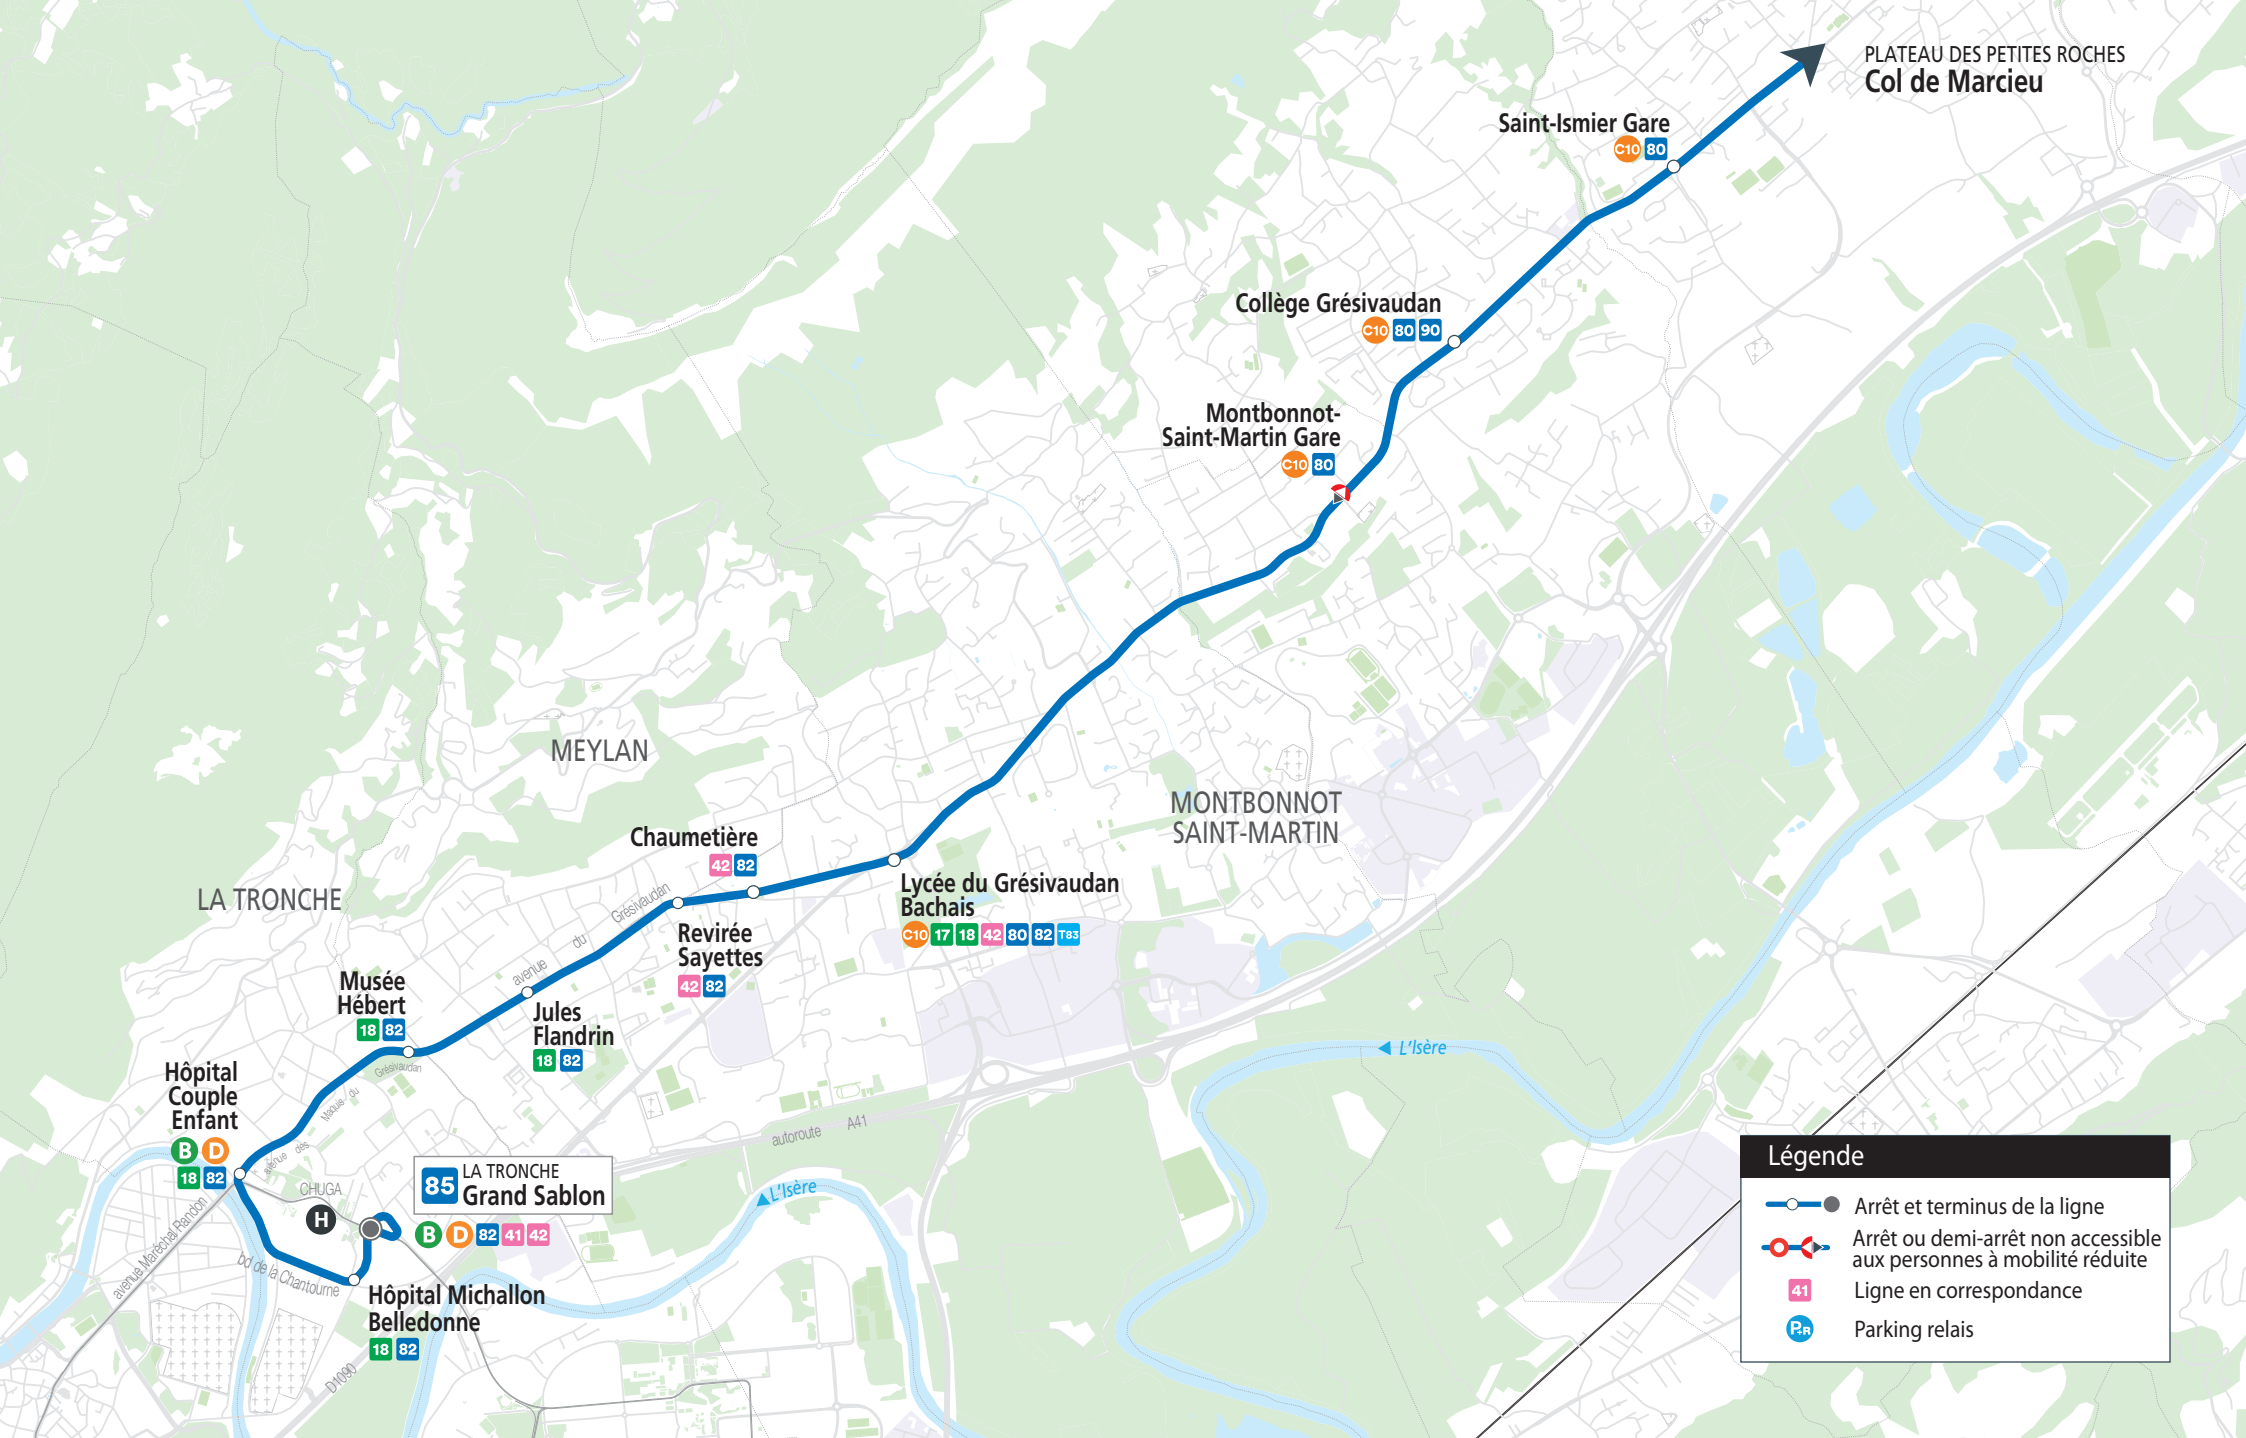 PLATEAU DES PETITES ROCHES
Col de Marcieu
Saint-Ismier Gare
C10 80
Collège Grésivaudan
C10 80 90
Montbonnot-
Saint-Martin Gare
C10 80
MEYLAN
MONTBONNOT
SAINT-MARTIN
Chaumetière
42 82
LA TRONCHE
Lycée du Grésivaudan
Bachais
C10 17 18 42 80 82 T83
avenue du Grésivaudan
Revirée
Sayettes
42 82
Musée
Hébert
18 82
Jules
Flandrin
18 82
L'Isère
Hôpital
Couple
Enfant
B D
18 82
avenue des Maquis du Grésivaudan
autoroute A41
CHUGA
H
85 LA TRONCHE
Grand Sablon
B D 82 41 42
L'Isère
avenue Maréchal Randon
bd de la Chantourne
Hôpital Michallon
Belledonne
18 82
D1090
Légende
Arrêt et terminus de la ligne
Arrêt ou demi-arrêt non accessible
aux personnes à mobilité réduite
41 Ligne en correspondance
P+R Parking relais